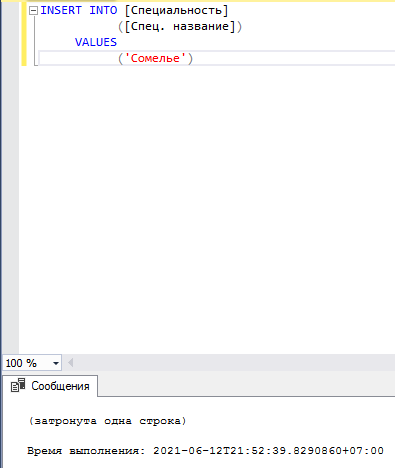 INSERT INTO [Специальность]
([Спец. название])
VALUES
('Сомелье')
100 %
Сообщения
(затронута одна строка)
Время выполнения: 2021-06-12T21:52:39.8290860+07:00